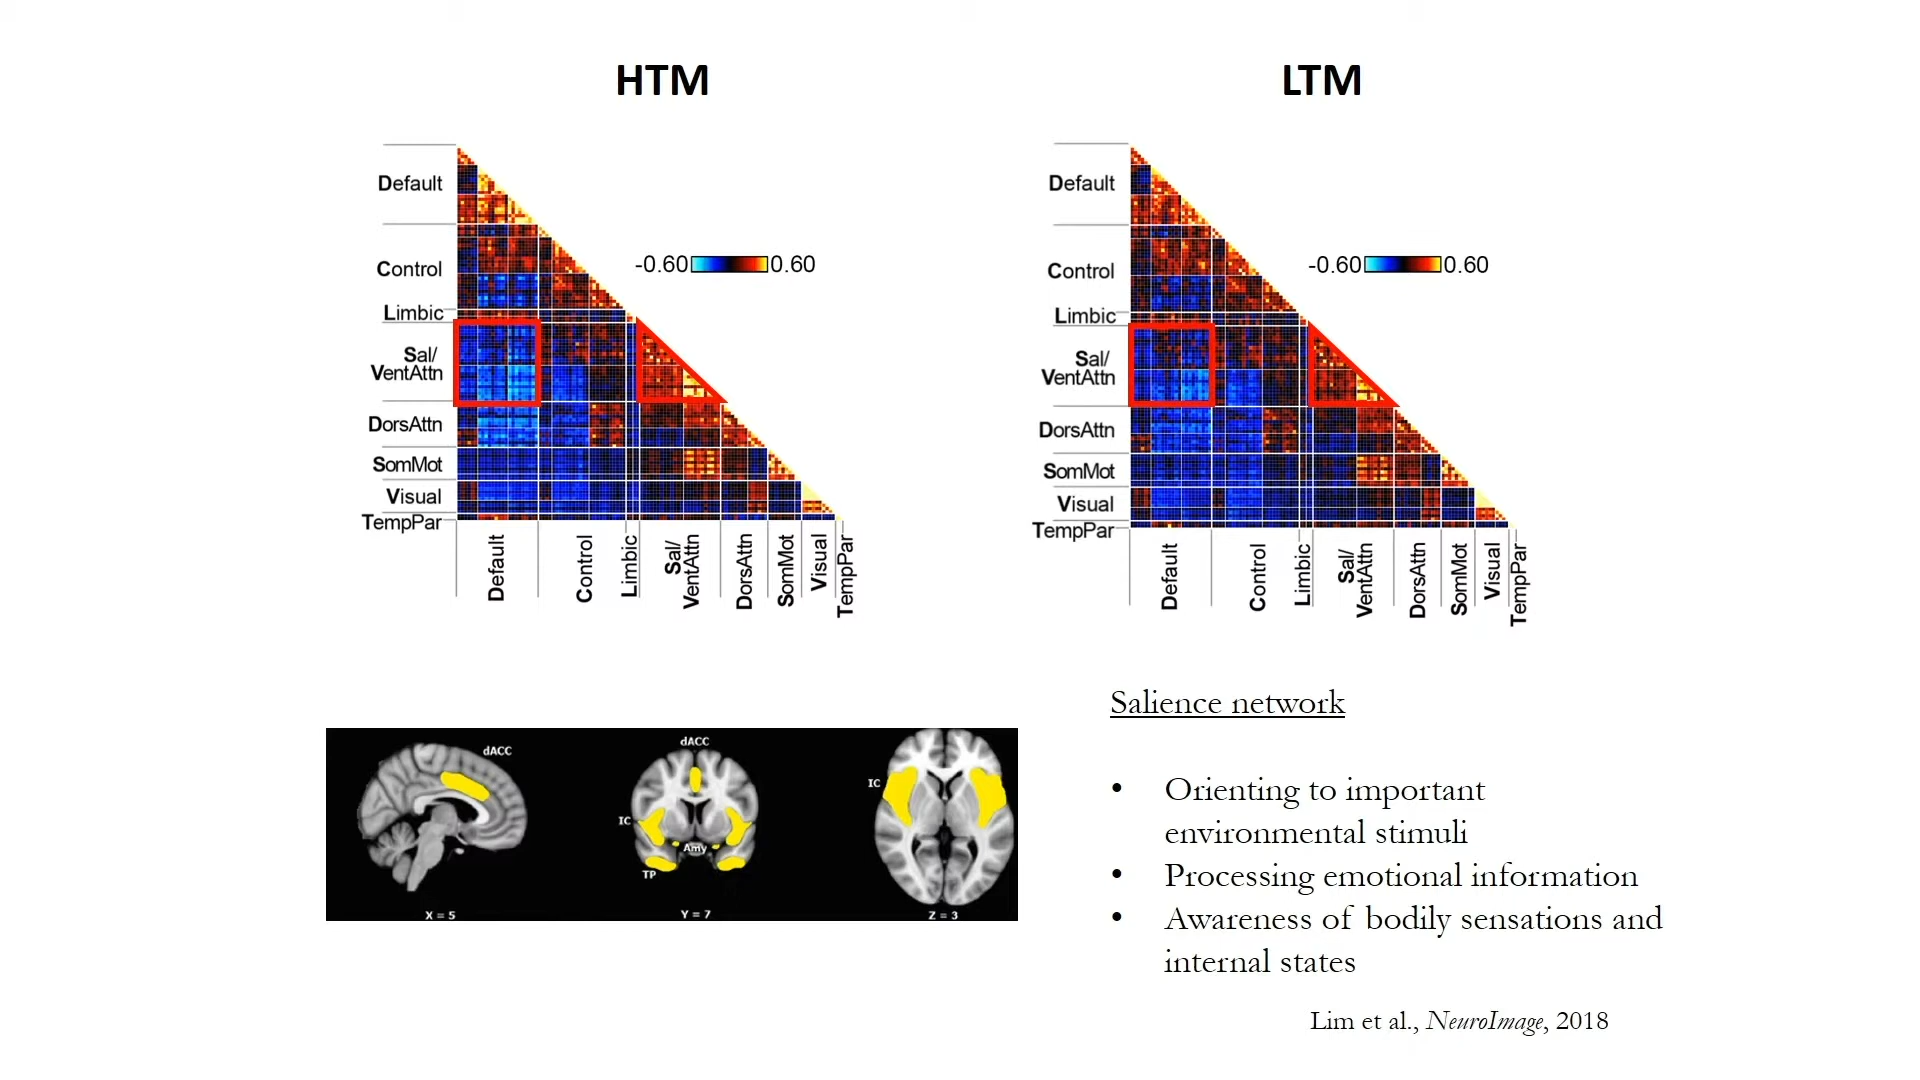 HTM
Default
Control
Limbic
Sal/
VentAttn
DorsAttn
SomMot
Visual
TempPar
-0.60 0.60
Default
Control
Limbic
Sal/
VentAttn
DorsAttn
SomMot
Visual
TempPar
LTM
Default
Control
Limbic
Sal/
VentAttn
DorsAttn
SomMot
Visual
TempPar
-0.60 0.60
Default
Control
Limbic
Sal/
VentAttn
DorsAttn
SomMot
Visual
TempPar
dACC
X = 5
dACC
IC
Amy
TP
Y = 7
IC
Z = 3
Salience network
• Orienting to important
environmental stimuli
• Processing emotional information
• Awareness of bodily sensations and
internal states
Lim et al., NeuroImage, 2018